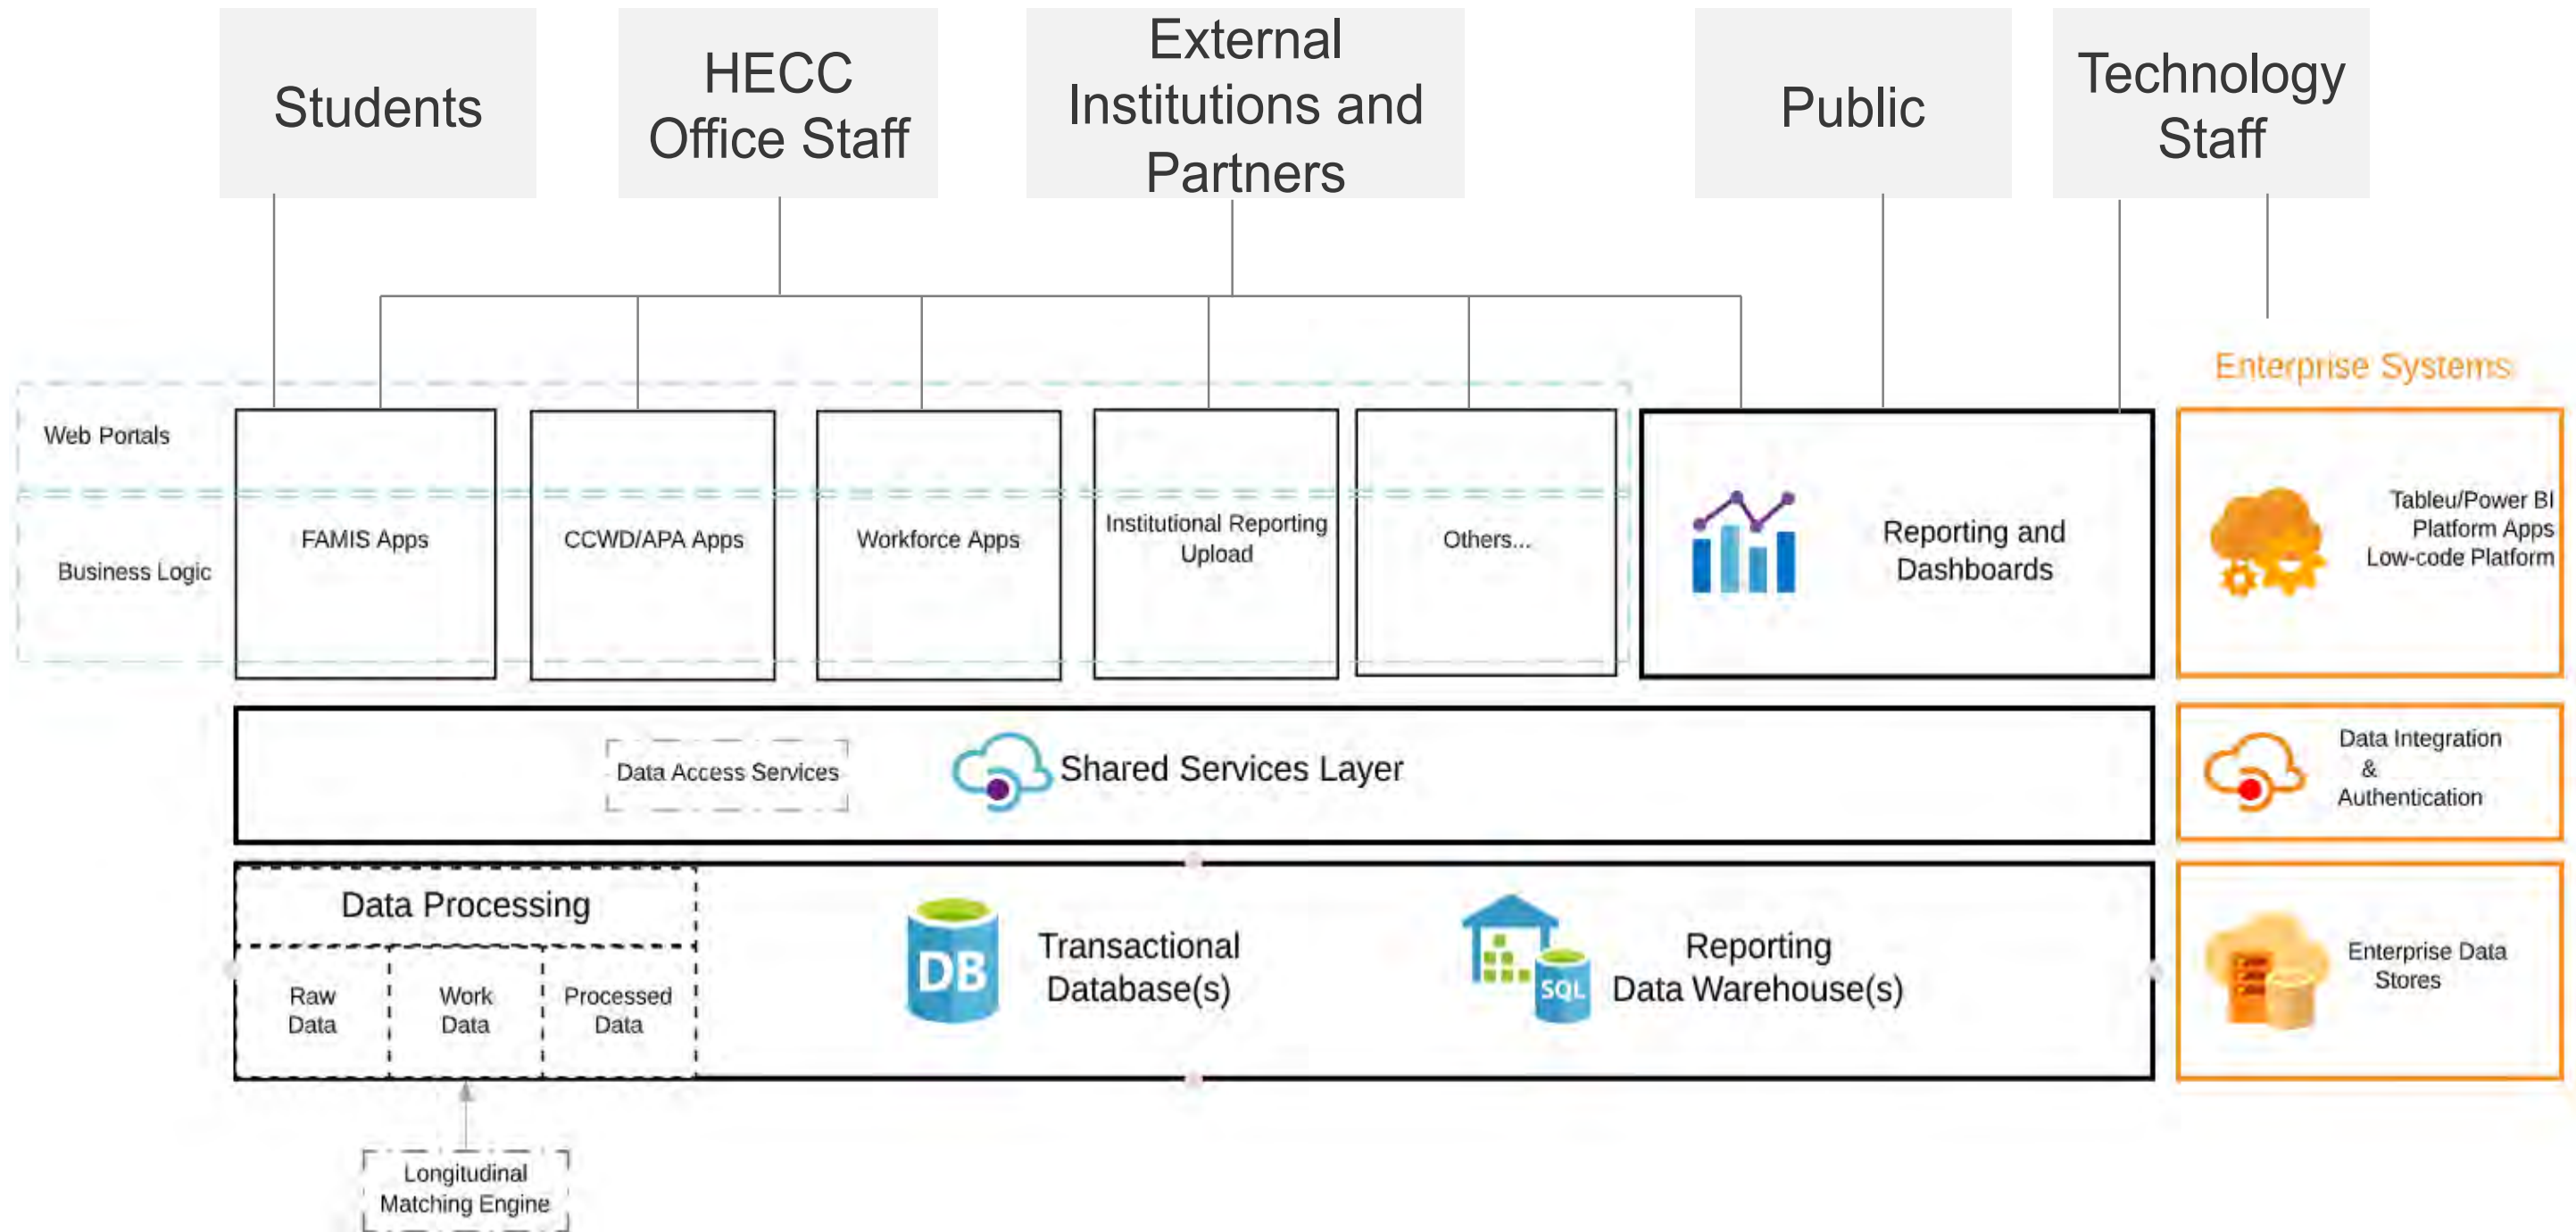 Students
HECC
Office Staff
External
Institutions and
Partners
Public
Technology
Staff
Enterprise Systems
Web Portals
Business Logic
FAMIS Apps
CCWD/APA Apps
Workforce Apps
Institutional Reporting
Upload
Others...
Reporting and
Dashboards
Tableu/Power BI
Platform Apps
Low-code Platform
Data Access Services
Shared Services Layer
Data Integration
&
Authentication
Data Processing
Raw
Data
Work
Data
Processed
Data
DB
Transactional
Database(s)
SQL
Reporting
Data Warehouse(s)
Enterprise Data
Stores
Longitudinal
Matching Engine